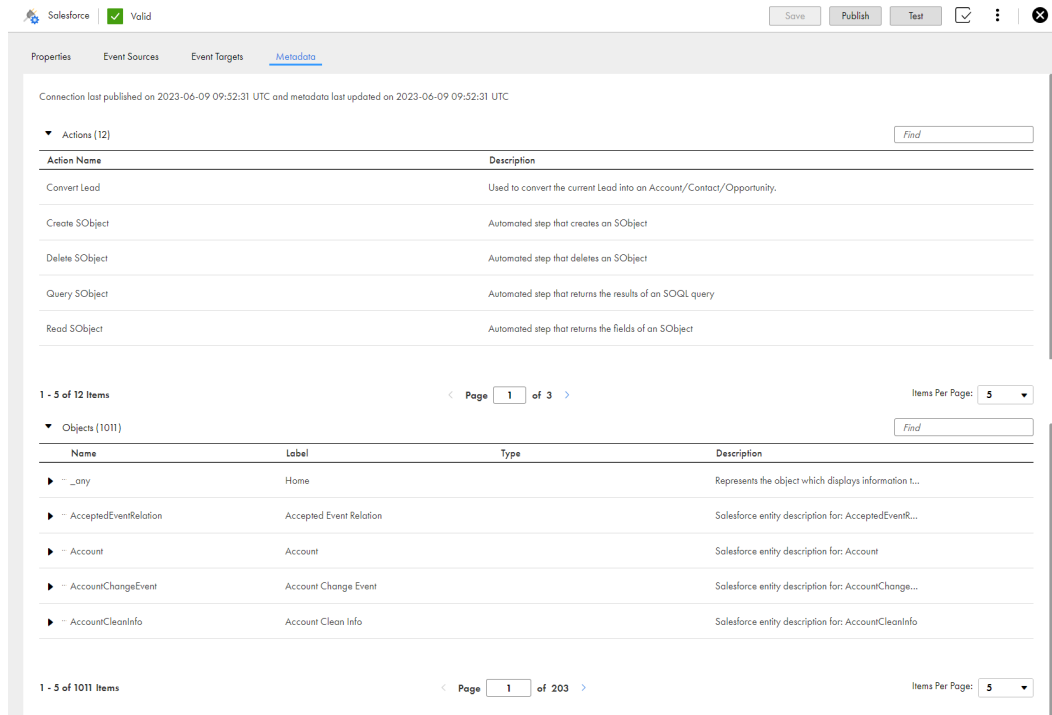 Salesforce Valid Save Publish Test
Properties Event Sources Event Targets Metadata
Connection last published on 2023-06-09 09:52:31 UTC and metadata last updated on 2023-06-09 09:52:31 UTC
Actions (12) Find
Action Name Description
Convert Lead Used to convert the current Lead into an Account/Contact/Opportunity.
Create SObject Automated step that creates an SObject
Delete SObject Automated step that deletes an SObject
Query SObject Automated step that returns the results of an SOQL query
Read SObject Automated step that returns the fields of an SObject
1 - 5 of 12 Items < Page 1 of 3 > Items Per Page: 5
Objects (1011) Find
Name Label Type Description
_any Home Represents the object which displays information t...
AcceptedEventRelation Accepted Event Relation Salesforce entity description for: AcceptedEventR...
Account Account Salesforce entity description for: Account
AccountChangeEvent Account Change Event Salesforce entity description for: AccountChange...
AccountCleanInfo Account Clean Info Salesforce entity description for: AccountCleanInfo
1 - 5 of 1011 Items < Page 1 of 203 > Items Per Page: 5